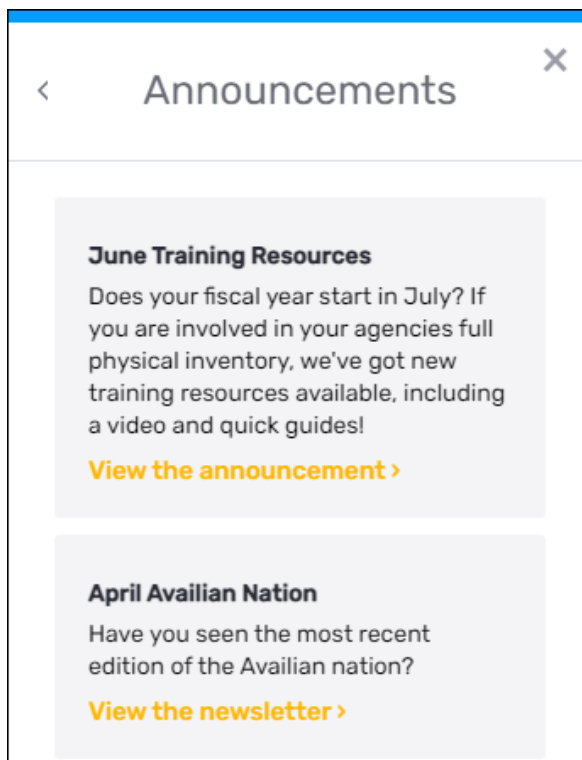 Announcements
June Training Resources
Does your fiscal year start in July? If
you are involved in your agencies full
physical inventory, we've got new
training resources available, including
a video and quick guides!
View the announcement ›
April Availian Nation
Have you seen the most recent
edition of the Availian nation?
View the newsletter ›